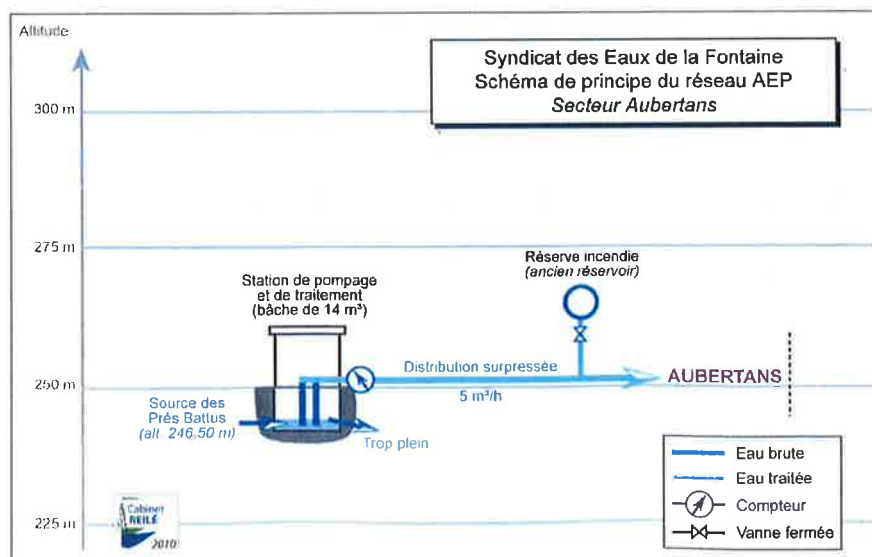 Altitude
Syndicat des Eaux de la Fontaine
Schéma de principe du réseau AEP
Secteur Aubertans
300 m
275 m
Réserve incendie
(ancien réservoir)
Station de pompage
et de traitement
(bâche de 14 m³)
Distribution surpressée
250 m
AUBERTANS
5 m³/h
Source des
Prés Battus
(alt 246,50 m)
Trop plein
Eau brute
Eau traitée
Compteur
Vanne fermée
225 m
Cabinet
REILÉ
2010